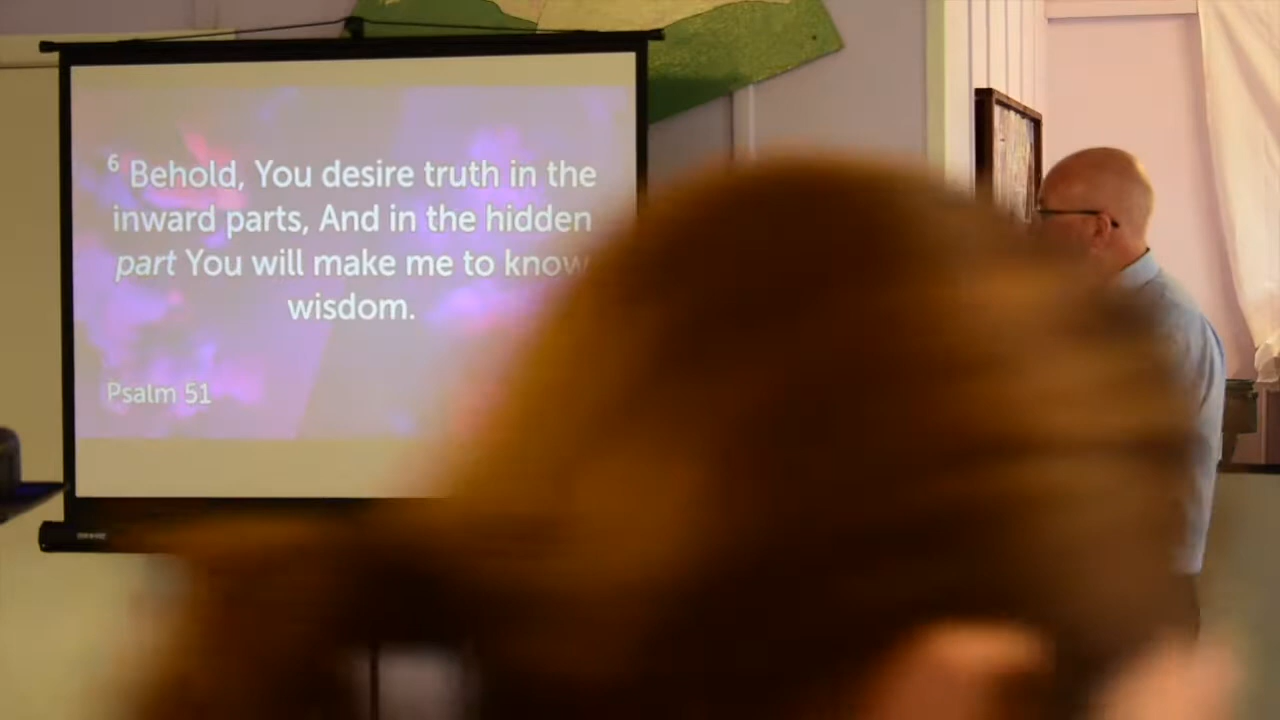 6 Behold, You desire truth in the
inward parts, And in the hidden
part You will make me to know
wisdom.
Psalm 51